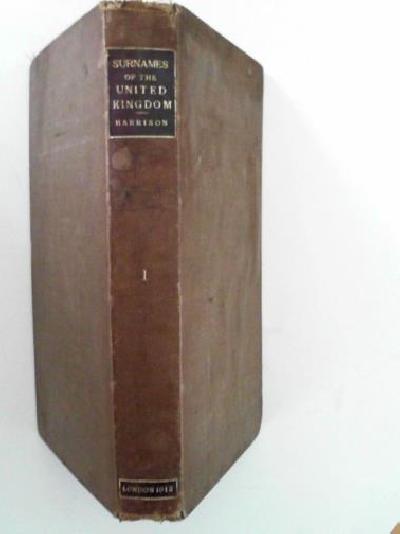 SURNAMES
OF THE
UNITED
KINGDOM
HARRISON
I
LONDON 1912